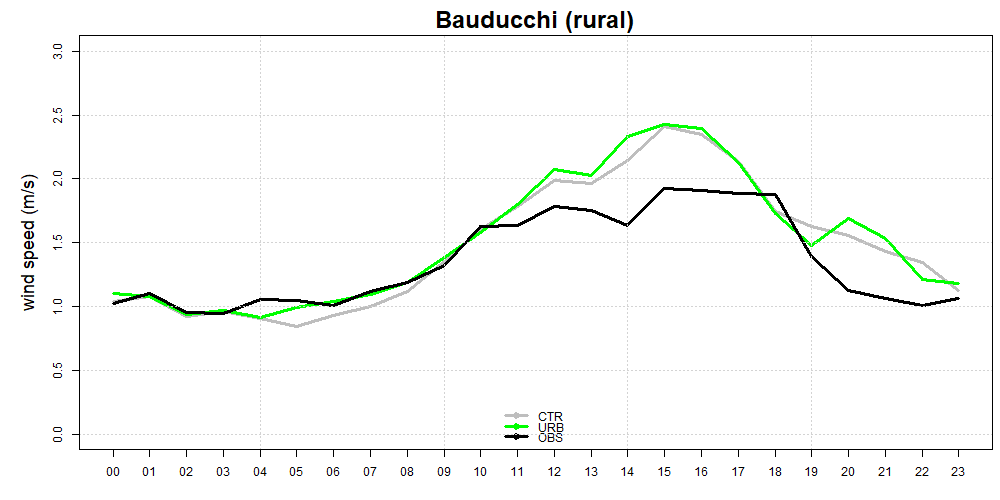 Bauducchi (rural)
wind speed (m/s)
3.0
2.5
2.0
1.5
1.0
0.5
0.0
CTR
URB
OBS
00 01 02 03 04 05 06 07 08 09 10 11 12 13 14 15 16 17 18 19 20 21 22 23